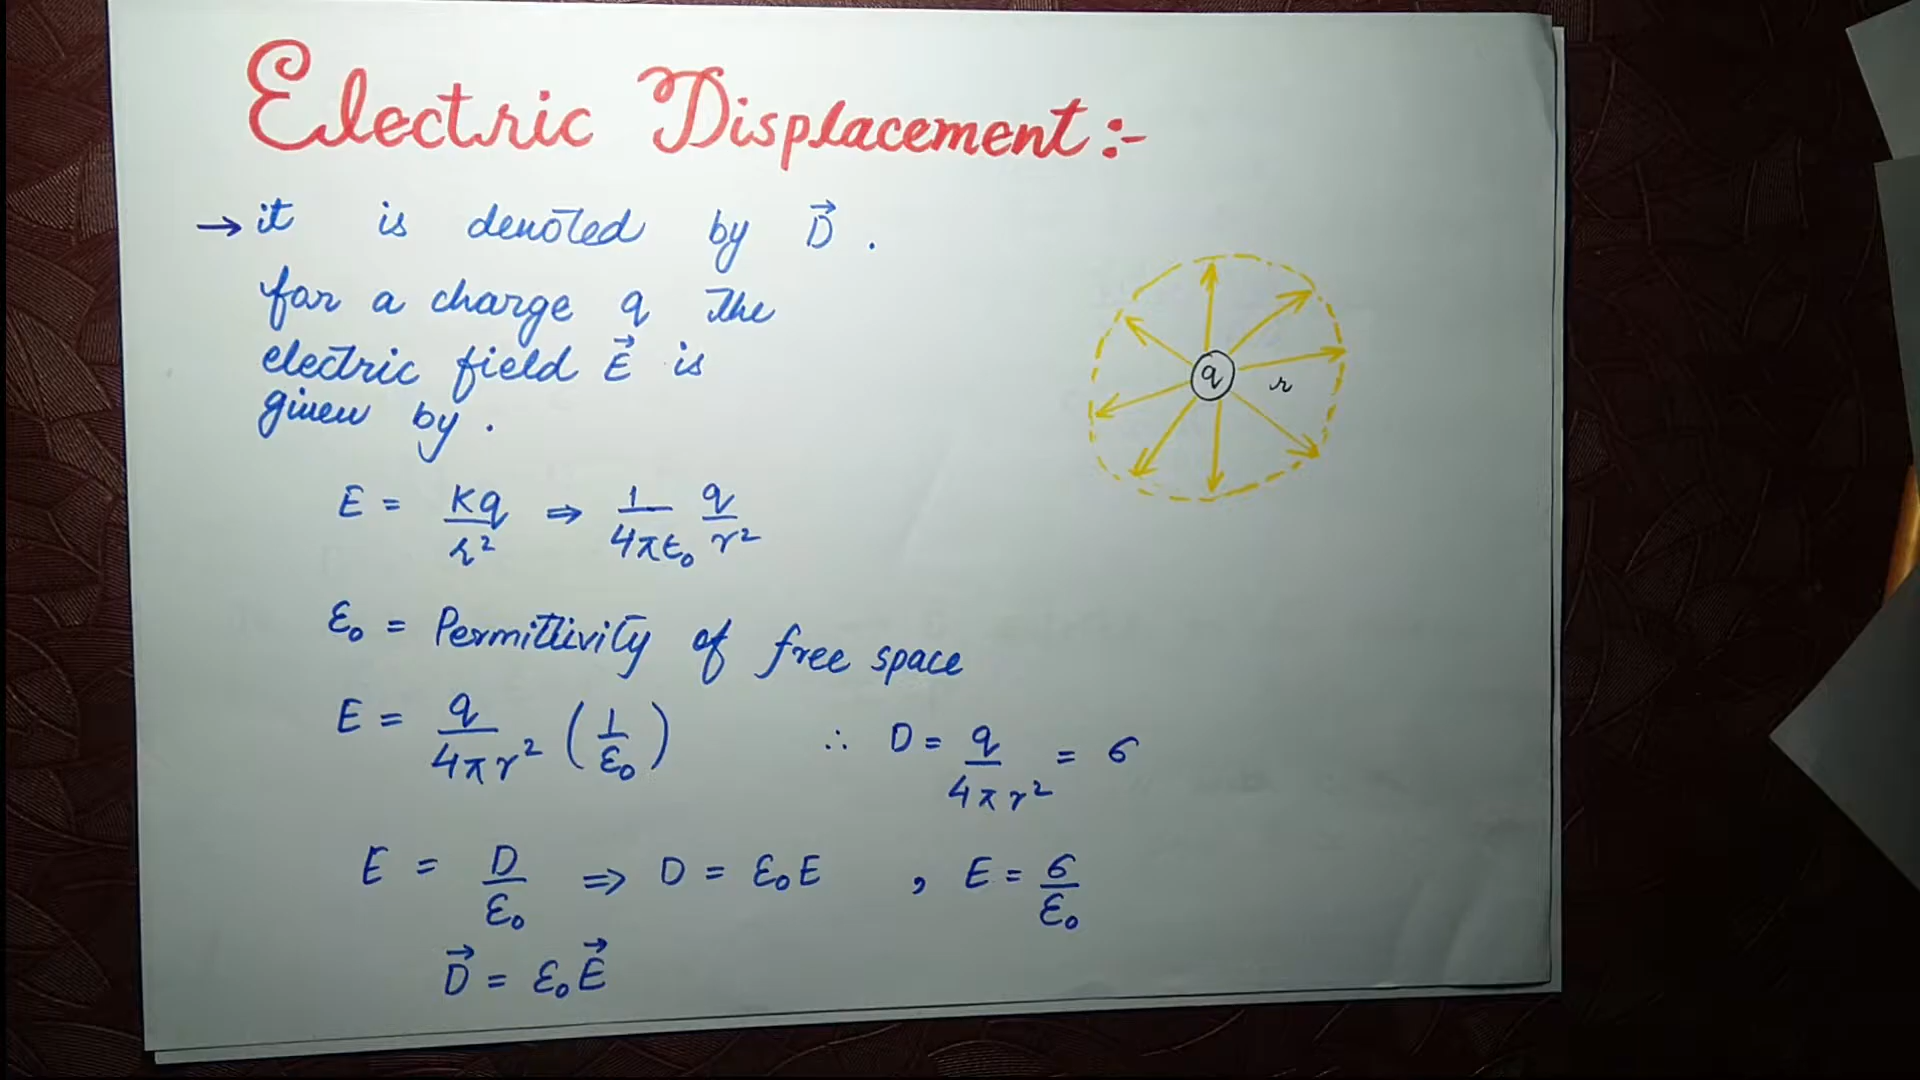 Electric Displacement:-
→ it is denoted by D⃗ .
for a charge q the
electric field E⃗ is
given by .
q
r
E = Kq/r² ⇒ 1/4πε₀ q/r²
ε₀ = Permittivity of free space
E = q/4πr² (1/ε₀) ∴ D = q/4πr² = σ
E = D/ε₀ ⇒ D = ε₀E , E = σ/ε₀
D⃗ = ε₀E⃗